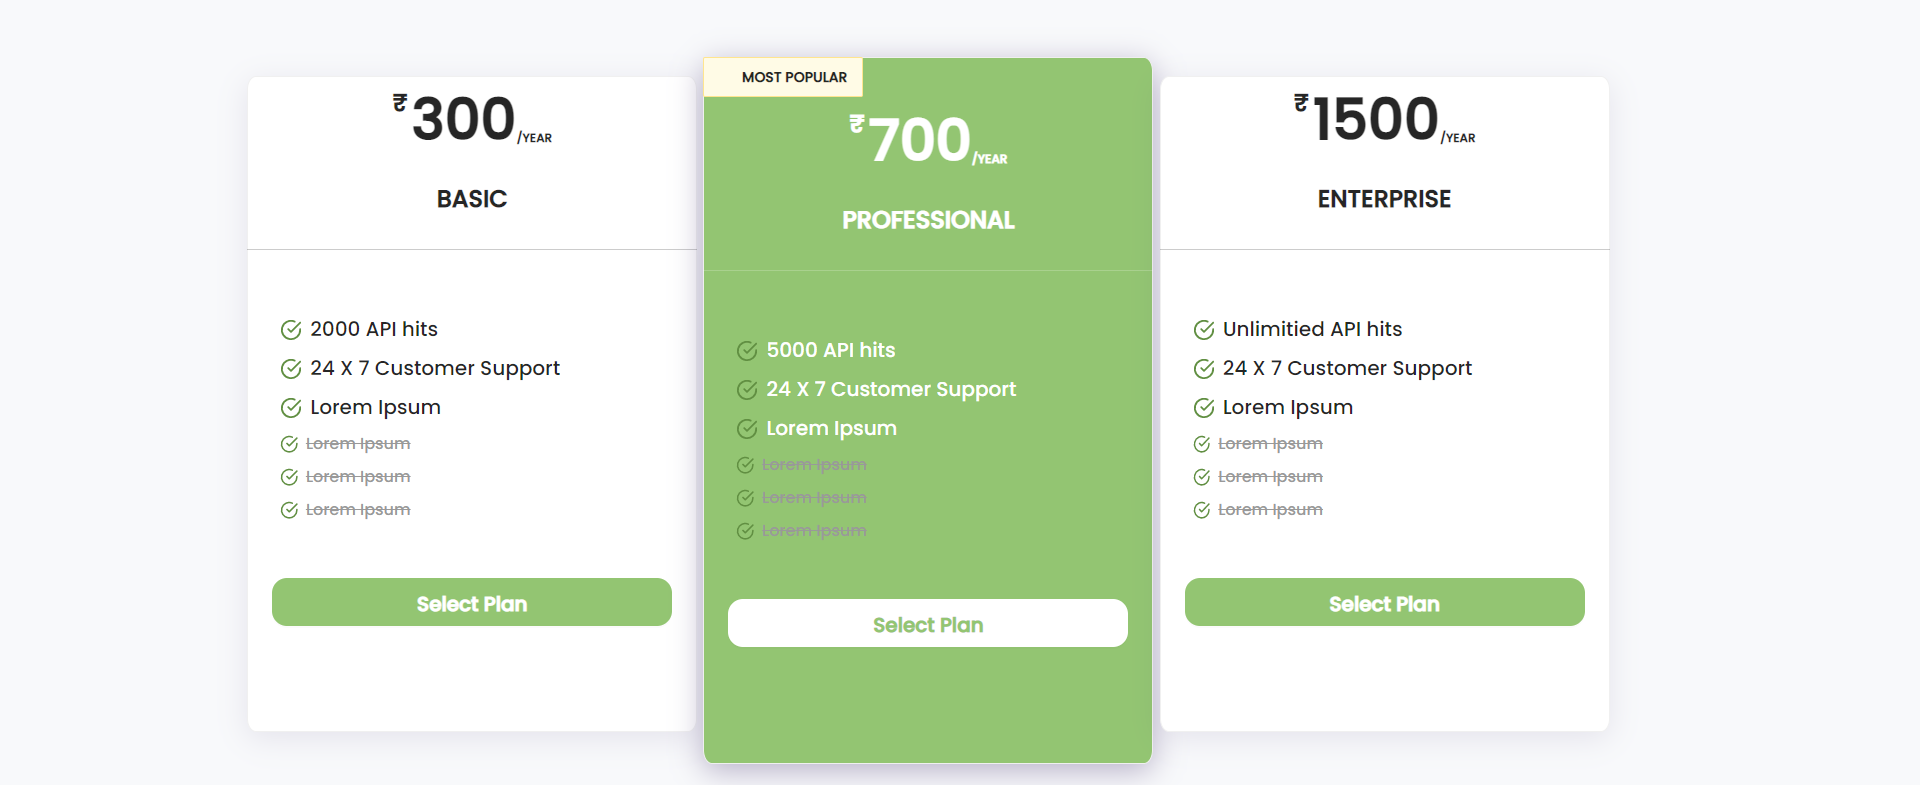 ₹300/YEAR
BASIC
2000 API hits
24 X 7 Customer Support
Lorem Ipsum
Lorem Ipsum
Lorem Ipsum
Lorem Ipsum
Select Plan
MOST POPULAR
₹700/YEAR
PROFESSIONAL
5000 API hits
24 X 7 Customer Support
Lorem Ipsum
Lorem Ipsum
Lorem Ipsum
Lorem Ipsum
Select Plan
₹1500/YEAR
ENTERPRISE
Unlimitied API hits
24 X 7 Customer Support
Lorem Ipsum
Lorem Ipsum
Lorem Ipsum
Lorem Ipsum
Select Plan